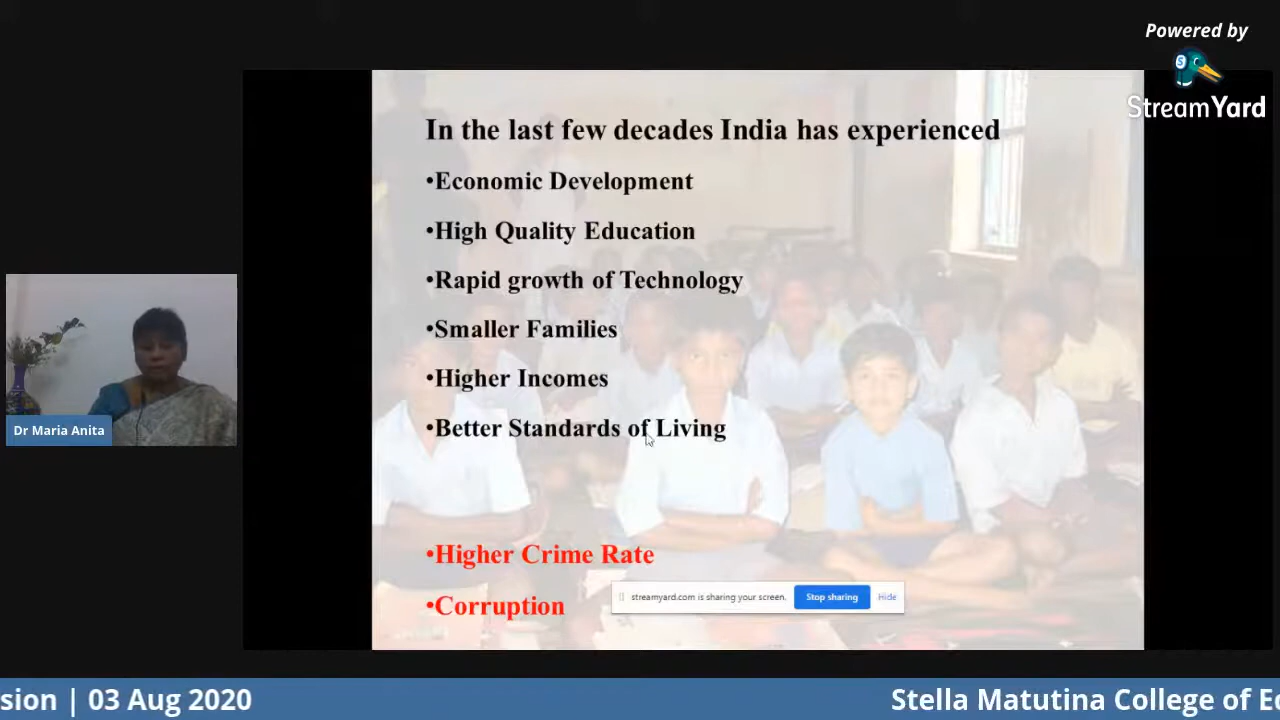 Powered by
StreamYard
In the last few decades India has experienced
•Economic Development
•High Quality Education
•Rapid growth of Technology
•Smaller Families
•Higher Incomes
•Better Standards of Living
Dr Maria Anita
•Higher Crime Rate
streamyard.com is sharing your screen. Stop sharing Hide
•Corruption
sion | 03 Aug 2020 Stella Matutina College of Ec